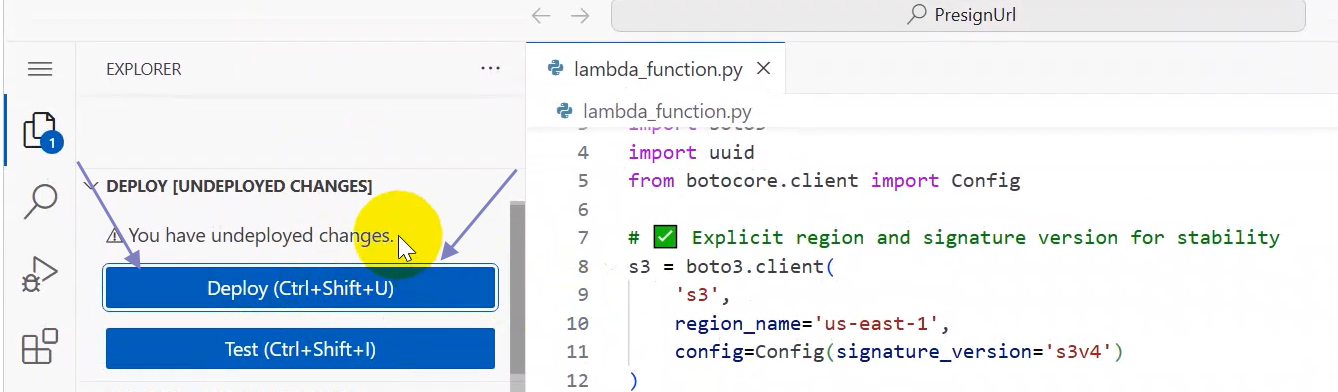 PresignUrl
EXPLORER
1
DEPLOY [UNDEPLOYED CHANGES]
You have undeployed changes.
Deploy (Ctrl+Shift+U)
Test (Ctrl+Shift+I)
lambda_function.py
lambda_function.py
3 import boto3
4 import uuid
5 from botocore.client import Config
6
7 # ✅ Explicit region and signature version for stability
8 s3 = boto3.client(
9 's3',
10 region_name='us-east-1',
11 config=Config(signature_version='s3v4')
12 )